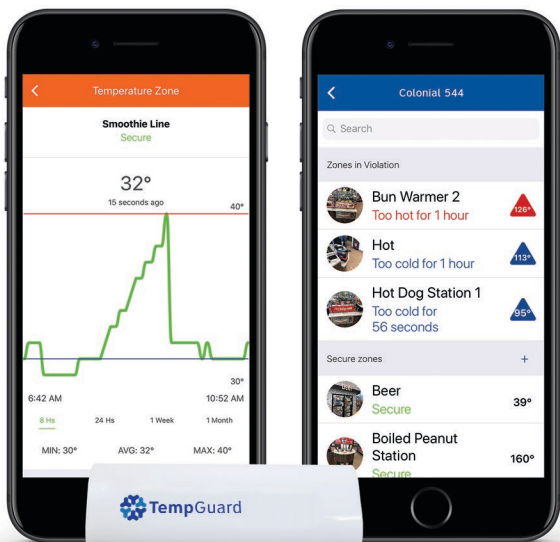 Temperature Zone
Smoothie Line
Secure
32°
15 seconds ago
40°
30°
6:42 AM
10:52 AM
8 Hs
24 Hs
1 Week
1 Month
MIN: 30°
AVG: 32°
MAX: 40°
Colonial 544
Search
Zones in Violation
Bun Warmer 2
Too hot for 1 hour
126°
Hot
Too cold for 1 hour
113°
Hot Dog Station 1
Too cold for
56 seconds
95°
Secure zones
+
Beer
Secure
39°
Boiled Peanut
Station
Secure
160°
TempGuard